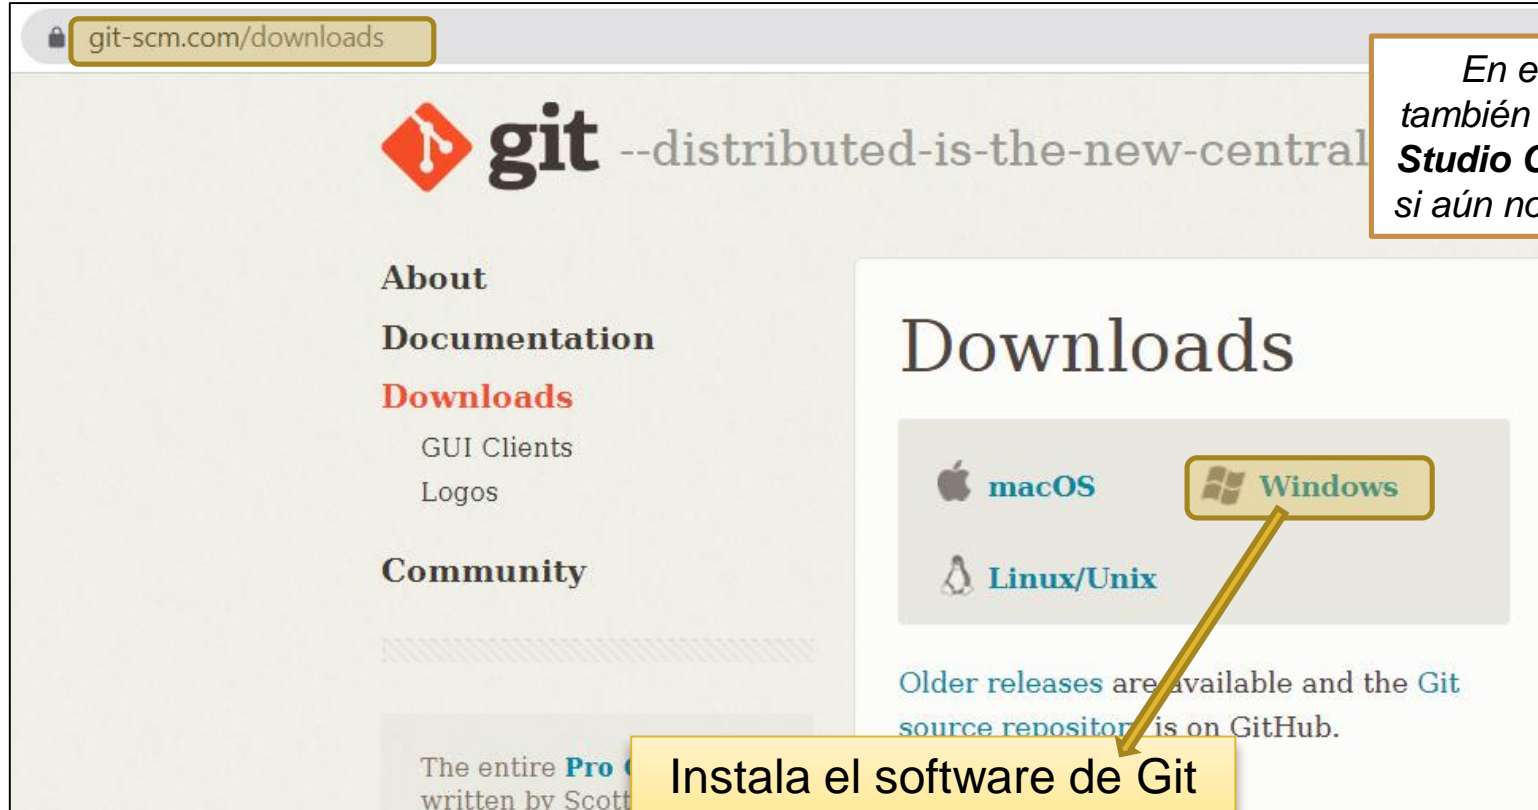 git-scm.com/downloads
En e
también
Studio C
si aún no
git --distributed-is-the-new-central
About
Documentation
Downloads
GUI Clients
Logos
Community
Downloads
macOS
Windows
Linux/Unix
Older releases are available and the Git
source repository is on GitHub.
The entire Pro
written by Scott
Instala el software de Git